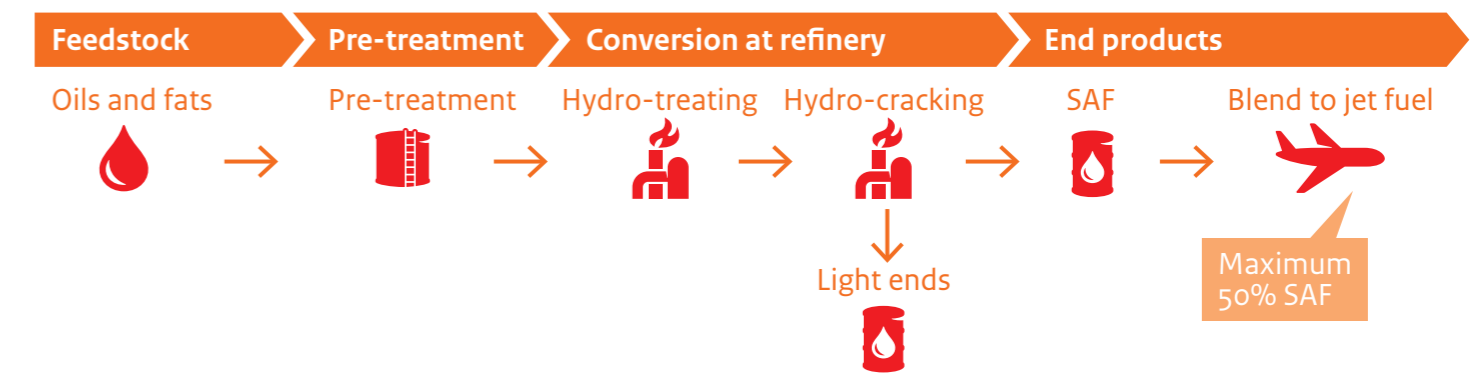 Feedstock
Pre-treatment
Conversion at refinery
End products
Oils and fats
Pre-treatment
Hydro-treating
Hydro-cracking
SAF
Blend to jet fuel
Light ends
Maximum
50% SAF